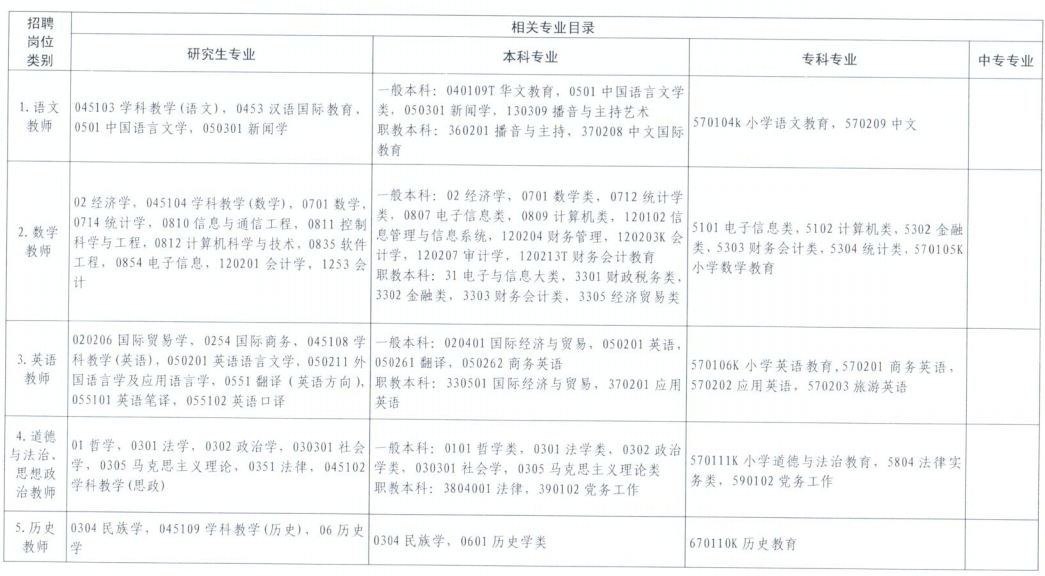 招聘
岗位
类别
相关专业目录
研究生专业
本科专业
专科专业
中专专业
1.语文
教师
045103 学科教学(语文)，0453 汉语国际教育，
0501 中国语言文学，050301 新闻学
一般本科：040109T 华文教育，0501 中国语言文学
类，050301 新闻学，130309 播音与主持艺术
职教本科：360201 播音与主持，370208 中文国际
教育
570104k 小学语文教育，570209 中文
2.数学
教师
02 经济学，045104 学科教学(数学)，0701 数学，
0714 统计学，0810 信息与通信工程，0811 控制
科学与工程，0812 计算机科学与技术，0835 软件
工程，0854 电子信息，120201 会计学，1253 会
计
一般本科：02 经济学，0701 数学类，0712 统计学
类，0807 电子信息类，0809 计算机类，120102 信
息管理与信息系统，120204 财务管理，120203K 会
计学，120207 审计学，120213T 财务会计教育
职教本科：31 电子与信息大类，3301 财政税务类，
3302 金融类，3303 财务会计类，3305 经济贸易类
5101 电子信息类，5102 计算机类，5302 金融
类，5303 财务会计类，5304 统计类，570105K
小学数学教育
3.英语
教师
020206 国际贸易学，0254 国际商务、045108 学
科教学(英语)，050201 英语语言文学，050211 外
国语言学及应用语言学，0551 翻译（英语方向），
055101 英语笔译，055102 英语口译
一般本科：020401 国际经济与贸易，050201 英语，
050261 翻译，050262 商务英语
职教本科：330501 国际经济与贸易，370201 应用
英语
570106K 小学英语教育,570201 商务英语，
570202 应用英语，570203 旅游英语
4.道德
与法治、
思想政
治教师
01 哲学，0301 法学，0302 政治学，030301 社会
学，0305 马克思主义理论，0351 法律，045102
学科教学(思政)
一般本科：0101 哲学类，0301 法学类，0302 政治
学类，030301 社会学，0305 马克思主义理论类
职教本科：3804001 法律，390102 党务工作
570111K 小学道德与法治教育，5804 法律实
务类，590102 党务工作
5.历史
教师
0304 民族学，045109 学科教学(历史)，06 历史
学
0304 民族学，0601 历史学类
670110K 历史教育